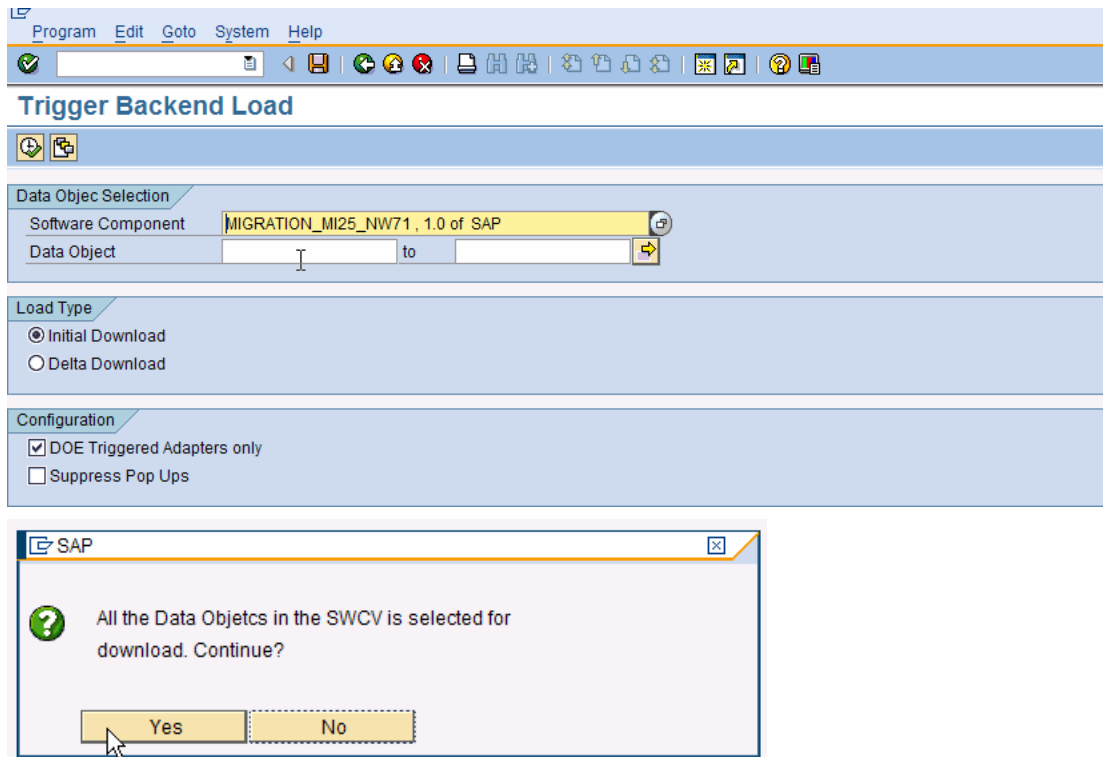 Program Edit Goto System Help
Trigger Backend Load
Data Objec Selection
Software Component MIGRATION_MI25_NW71 , 1.0 of SAP
Data Object to
Load Type
Initial Download
Delta Download
Configuration
DOE Triggered Adapters only
Suppress Pop Ups
SAP
All the Data Objetcs in the SWCV is selected for
download. Continue?
Yes No